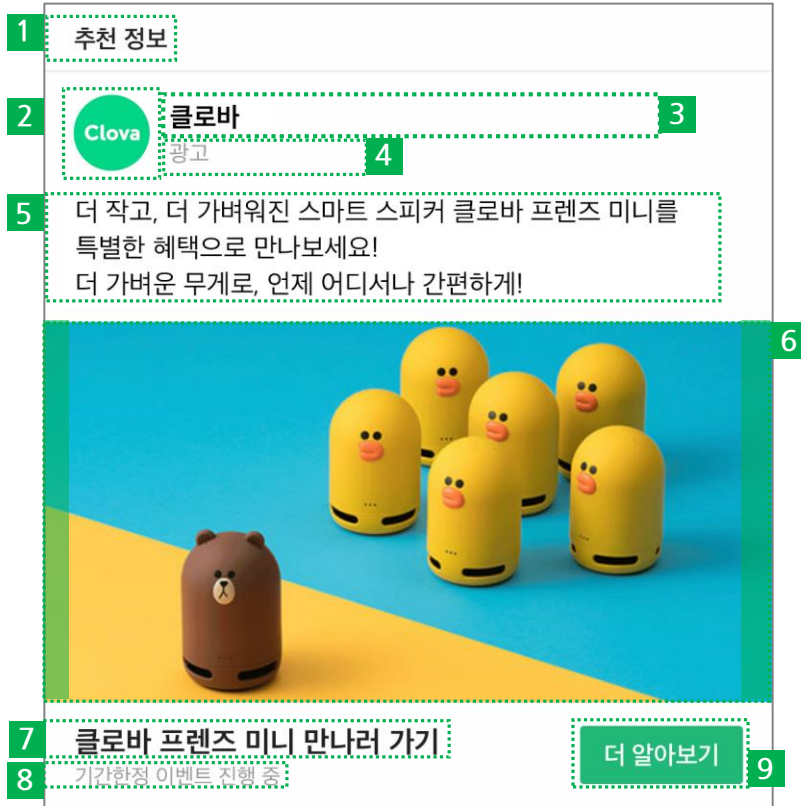 1
추천 정보
2
Clova
클로바
3
광고
4
5
더 작고, 더 가벼워진 스마트 스피커 클로바 프렌즈 미니를
특별한 혜택으로 만나보세요!
더 가벼운 무게로, 언제 어디서나 간편하게!
6
7
클로바 프렌즈 미니 만나러 가기
더 알아보기
8
기간한정 이벤트 진행 중
9